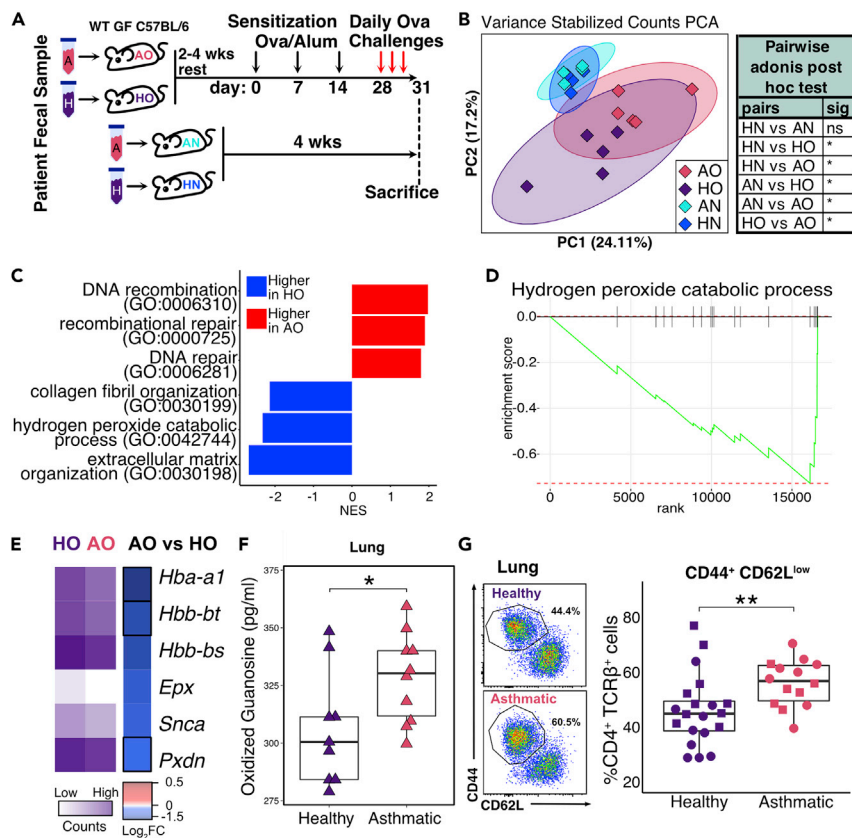 A
Patient Fecal Sample
WT GF C57BL/6
A
AO
H
HO
2-4 wks
rest
Sensitization
Ova/Alum
Daily Ova
Challenges
day: 0 7 14 28 31
A
AN
H
HN
4 wks
Sacrifice
B
Variance Stabilized Counts PCA
PC2 (17.2%)
PC1 (24.11%)
AO
HO
AN
HN
Pairwise
adonis post
hoc test
pairs sig
HN vs AN ns
HN vs HO *
HN vs AO *
AN vs HO *
AN vs AO *
HO vs AO *
C
DNA recombination
(GO:0006310)
recombinational repair
(GO:0000725)
DNA repair
(GO:0006281)
collagen fibril organization
(GO:0030199)
hydrogen peroxide catabolic
process (GO:0042744)
extracellular matrix
organization (GO:0030198)
Higher
in HO
Higher
in AO
-2 -1 0 1 2
NES
D
Hydrogen peroxide catabolic process
enrichment score
0.0
-0.2
-0.4
-0.6
0 5000 10000 15000
rank
E
HO AO AO vs HO
Hba-a1
Hbb-bt
Hbb-bs
Epx
Snca
Pxdn
Low High
Counts
0.5
0
-1.5
Log2FC
F
Lung
Oxidized Guanosine (pg/ml)
375
350
325
300
275
*
Healthy Asthmatic
G
Lung
Healthy
44.4%
Asthmatic
60.5%
CD44
CD62L
CD44⁺ CD62Llow
%CD4⁺ TCRβ⁺ cells
80
60
40
20
**
Healthy Asthmatic